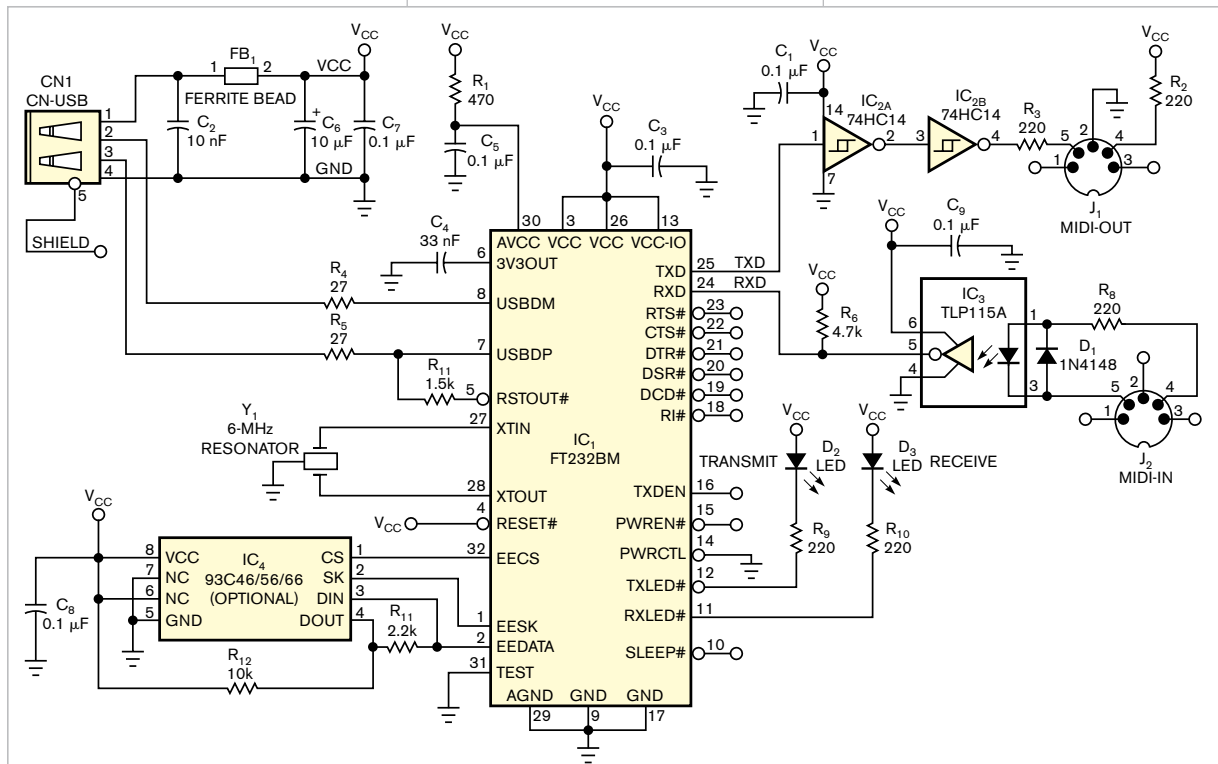 CN1
CN-USB
1
2
3
4
5
SHIELD
FB1
1 2
FERRITE BEAD
VCC
VCC
C2
10 nF
+
C6
10 µF
C7
0.1 µF
GND
VCC
R1
470
C5
0.1 µF
VCC
C3
0.1 µF
C4
33 nF
R4
27
R5
27
R11
1.5k
Y1
6-MHz
RESONATOR
VCC
30 3 26 13
AVCC VCC VCC VCC-IO
6 3V3OUT
8 USBDM
7 USBDP
5 RSTOUT#
27 XTIN
28 XTOUT
4 RESET#
32 EECS
1 EESK
2 EEDATA
31 TEST
AGND GND GND
29 9 17
IC1
FT232BM
TXD 25 TXD
RXD 24 RXD
RTS# 23
CTS# 22
DTR# 21
DSR# 20
DCD# 19
RI# 18
TXDEN 16
PWREN# 15
PWRCTL 14
TXLED# 12
RXLED# 11
SLEEP# 10
VCC
C8
0.1 µF
8 VCC
7 NC
6 NC
5 GND
IC4
93C46/56/66
(OPTIONAL)
CS 1
SK 2
DIN 3
DOUT 4
R11
2.2k
R12
10k
C1
0.1 µF
VCC
14
IC2A
74HC14
1 2
7
IC2B
74HC14
3 4
R3
220
VCC
R2
220
5 2 4
1 3
J1
MIDI-OUT
VCC
C9
0.1 µF
VCC
R6
4.7k
IC3
TLP115A
6
5
4
1
3
D1
1N4148
R8
220
5 2 4
1 3
J2
MIDI-IN
VCC
TRANSMIT
D2
LED
R9
220
VCC
D3
LED
RECEIVE
R10
220